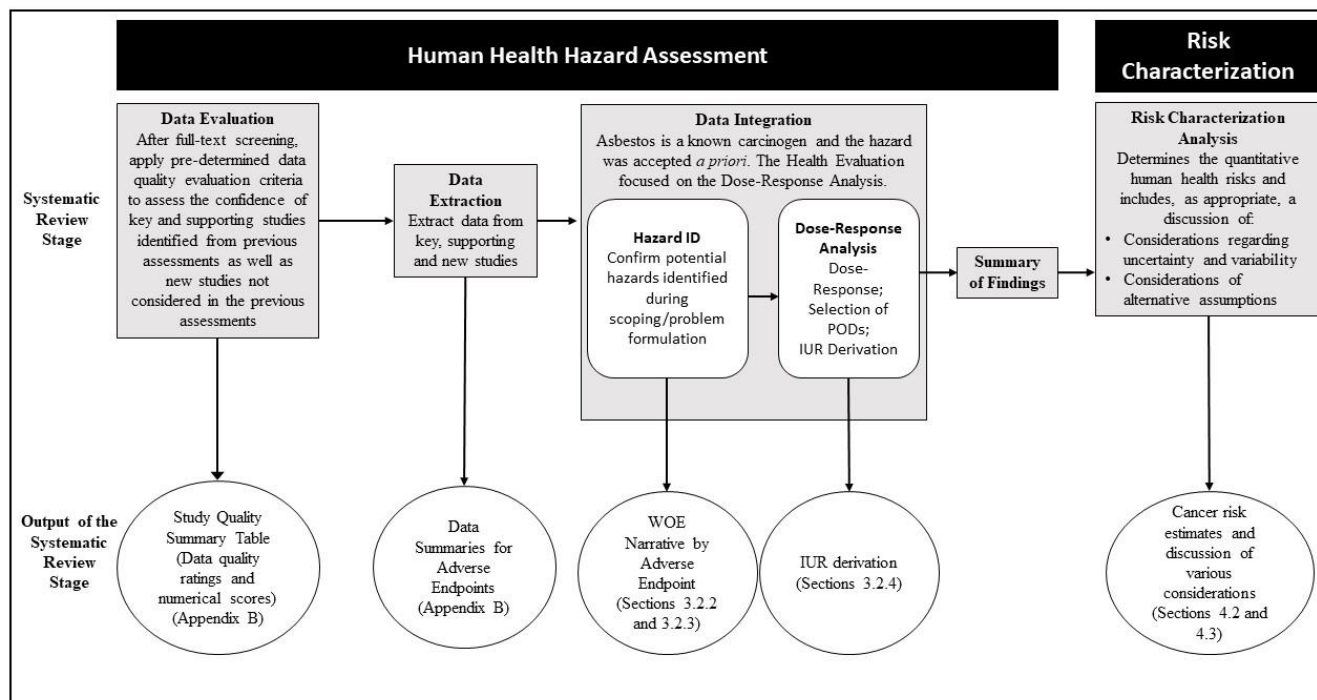 Human Health Hazard Assessment
Risk
Characterization
Systematic
Review
Stage
Data Evaluation
After full-text screening,
apply pre-determined data
quality evaluation criteria
to assess the confidence of
key and supporting studies
identified from previous
assessments as well as
new studies not
considered in the previous
assessments
Data
Extraction
Extract data from
key, supporting
and new studies
Data Integration
Asbestos is a known carcinogen and the hazard
was accepted a priori. The Health Evaluation
focused on the Dose-Response Analysis.
Hazard ID
Confirm potential
hazards identified
during
scoping/problem
formulation
Dose-Response
Analysis
Dose-
Response;
Selection of
PODs;
IUR Derivation
Summary
of Findings
Risk Characterization
Analysis
Determines the quantitative
human health risks and
includes, as appropriate, a
discussion of:
• Considerations regarding
uncertainty and variability
• Considerations of
alternative assumptions
Output of the
Systematic
Review
Stage
Study Quality
Summary Table
(Data quality
ratings and
numerical scores)
(Appendix B)
Data
Summaries for
Adverse
Endpoints
(Appendix B)
WOE
Narrative by
Adverse
Endpoint
(Sections 3.2.2
and 3.2.3)
IUR derivation
(Sections 3.2.4)
Cancer risk
estimates and
discussion of
various
considerations
(Sections 4.2 and
4.3)